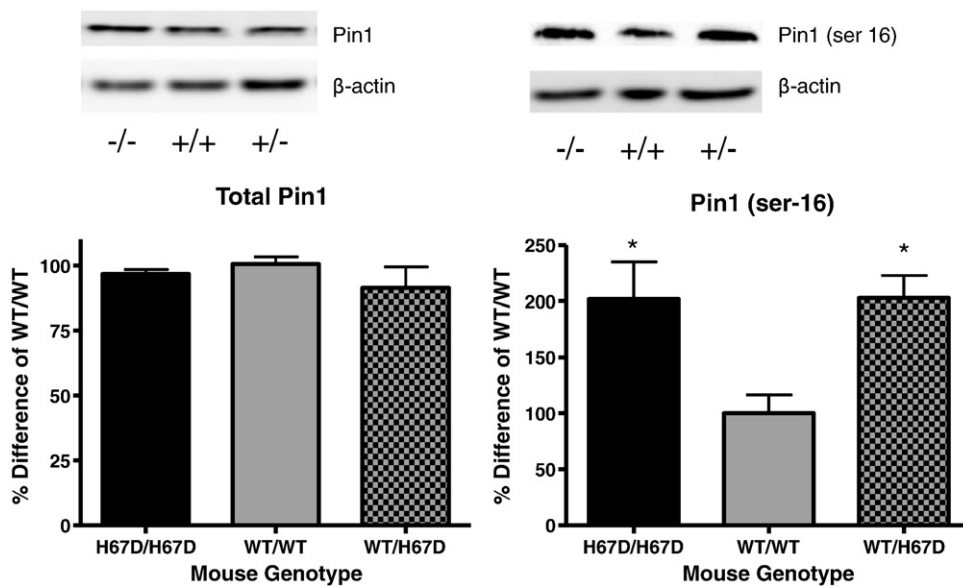 Pin1
β-actin
-/- +/+ +/-
Total Pin1
% Difference of WT/WT
100
75
50
25
0
H67D/H67D WT/WT WT/H67D
Mouse Genotype
Pin1 (ser 16)
β-actin
-/- +/+ +/-
Pin1 (ser-16)
% Difference of WT/WT
250
200
150
100
50
0
* *
H67D/H67D WT/WT WT/H67D
Mouse Genotype